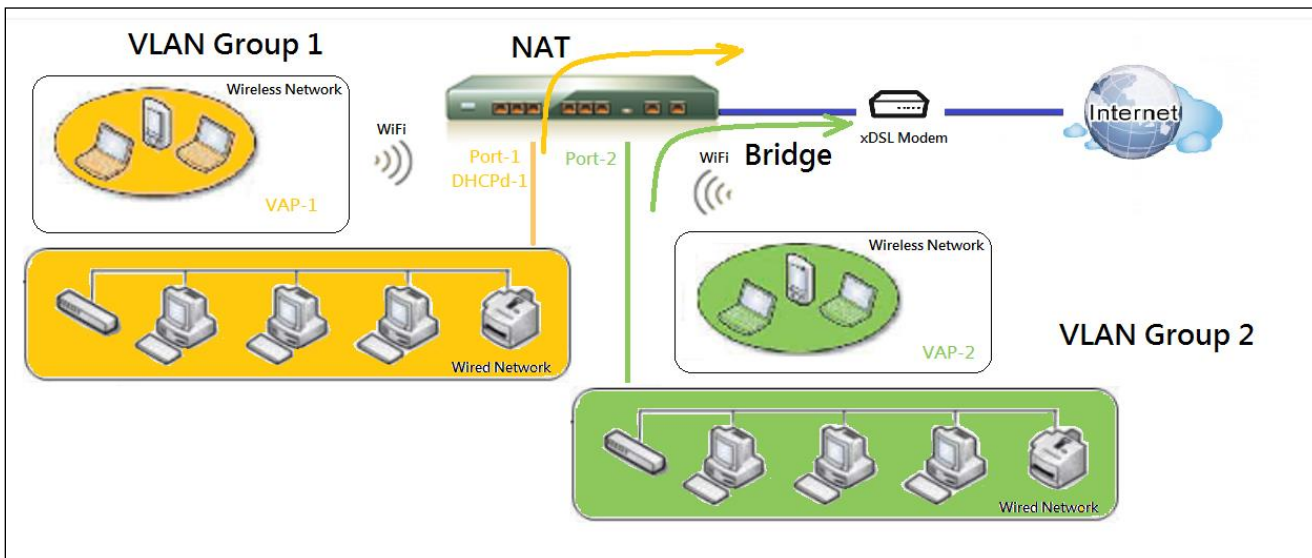 VLAN Group 1
NAT
Wireless Network
WiFi
VAP-1
Port-1
DHCPd-1
Port-2
WiFi
Bridge
xDSL Modem
Internet
Wireless Network
VAP-2
VLAN Group 2
Wired Network
Wired Network